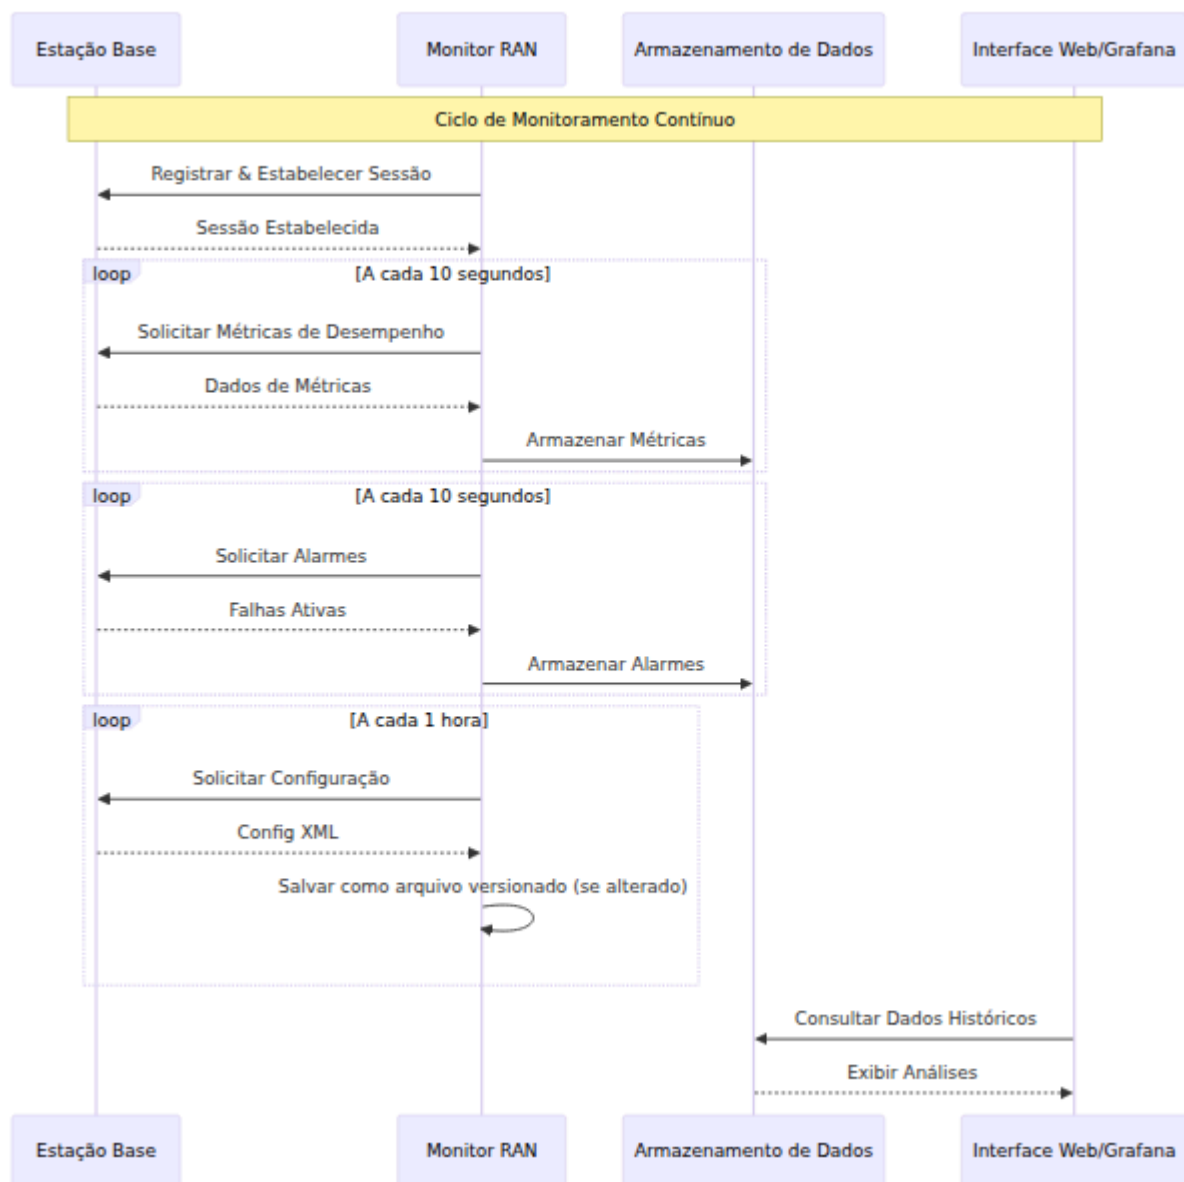 Estação Base
Monitor RAN
Armazenamento de Dados
Interface Web/Grafana
Ciclo de Monitoramento Contínuo
Registrar & Estabelecer Sessão
Sessão Estabelecida
loop
[A cada 10 segundos]
Solicitar Métricas de Desempenho
Dados de Métricas
Armazenar Métricas
loop
[A cada 10 segundos]
Solicitar Alarmes
Falhas Ativas
Armazenar Alarmes
loop
[A cada 1 hora]
Solicitar Configuração
Config XML
Salvar como arquivo versionado (se alterado)
Consultar Dados Históricos
Exibir Análises
Estação Base
Monitor RAN
Armazenamento de Dados
Interface Web/Grafana